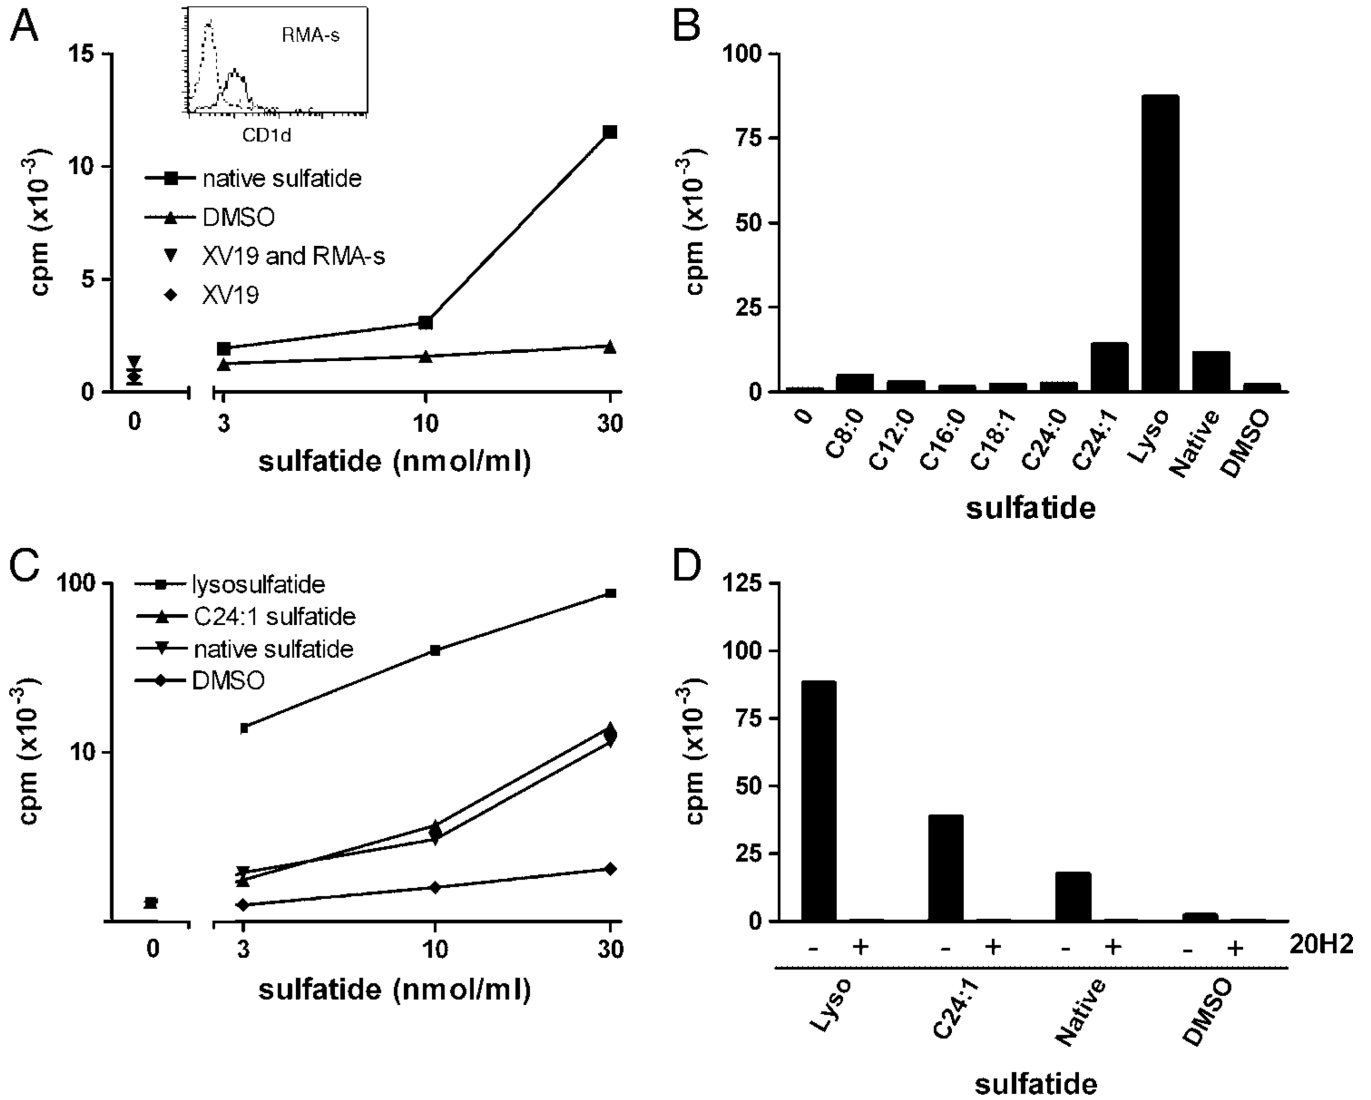 A
RMA-s
CD1d
15
10
5
0
cpm (x10-3)
native sulfatide
DMSO
XV19 and RMA-s
XV19
0 3 10 30
sulfatide (nmol/ml)
B
100
75
50
25
0
cpm (x10-3)
0 C8:0 C12:0 C16:0 C18:1 C24:0 C24:1 Lyso Native DMSO
sulfatide
C
100
10
cpm (x10-3)
lysosulfatide
C24:1 sulfatide
native sulfatide
DMSO
0 3 10 30
sulfatide (nmol/ml)
D
125
100
75
50
25
0
cpm (x10-3)
- + - + - + - + 20H2
Lyso C24:1 Native DMSO
sulfatide